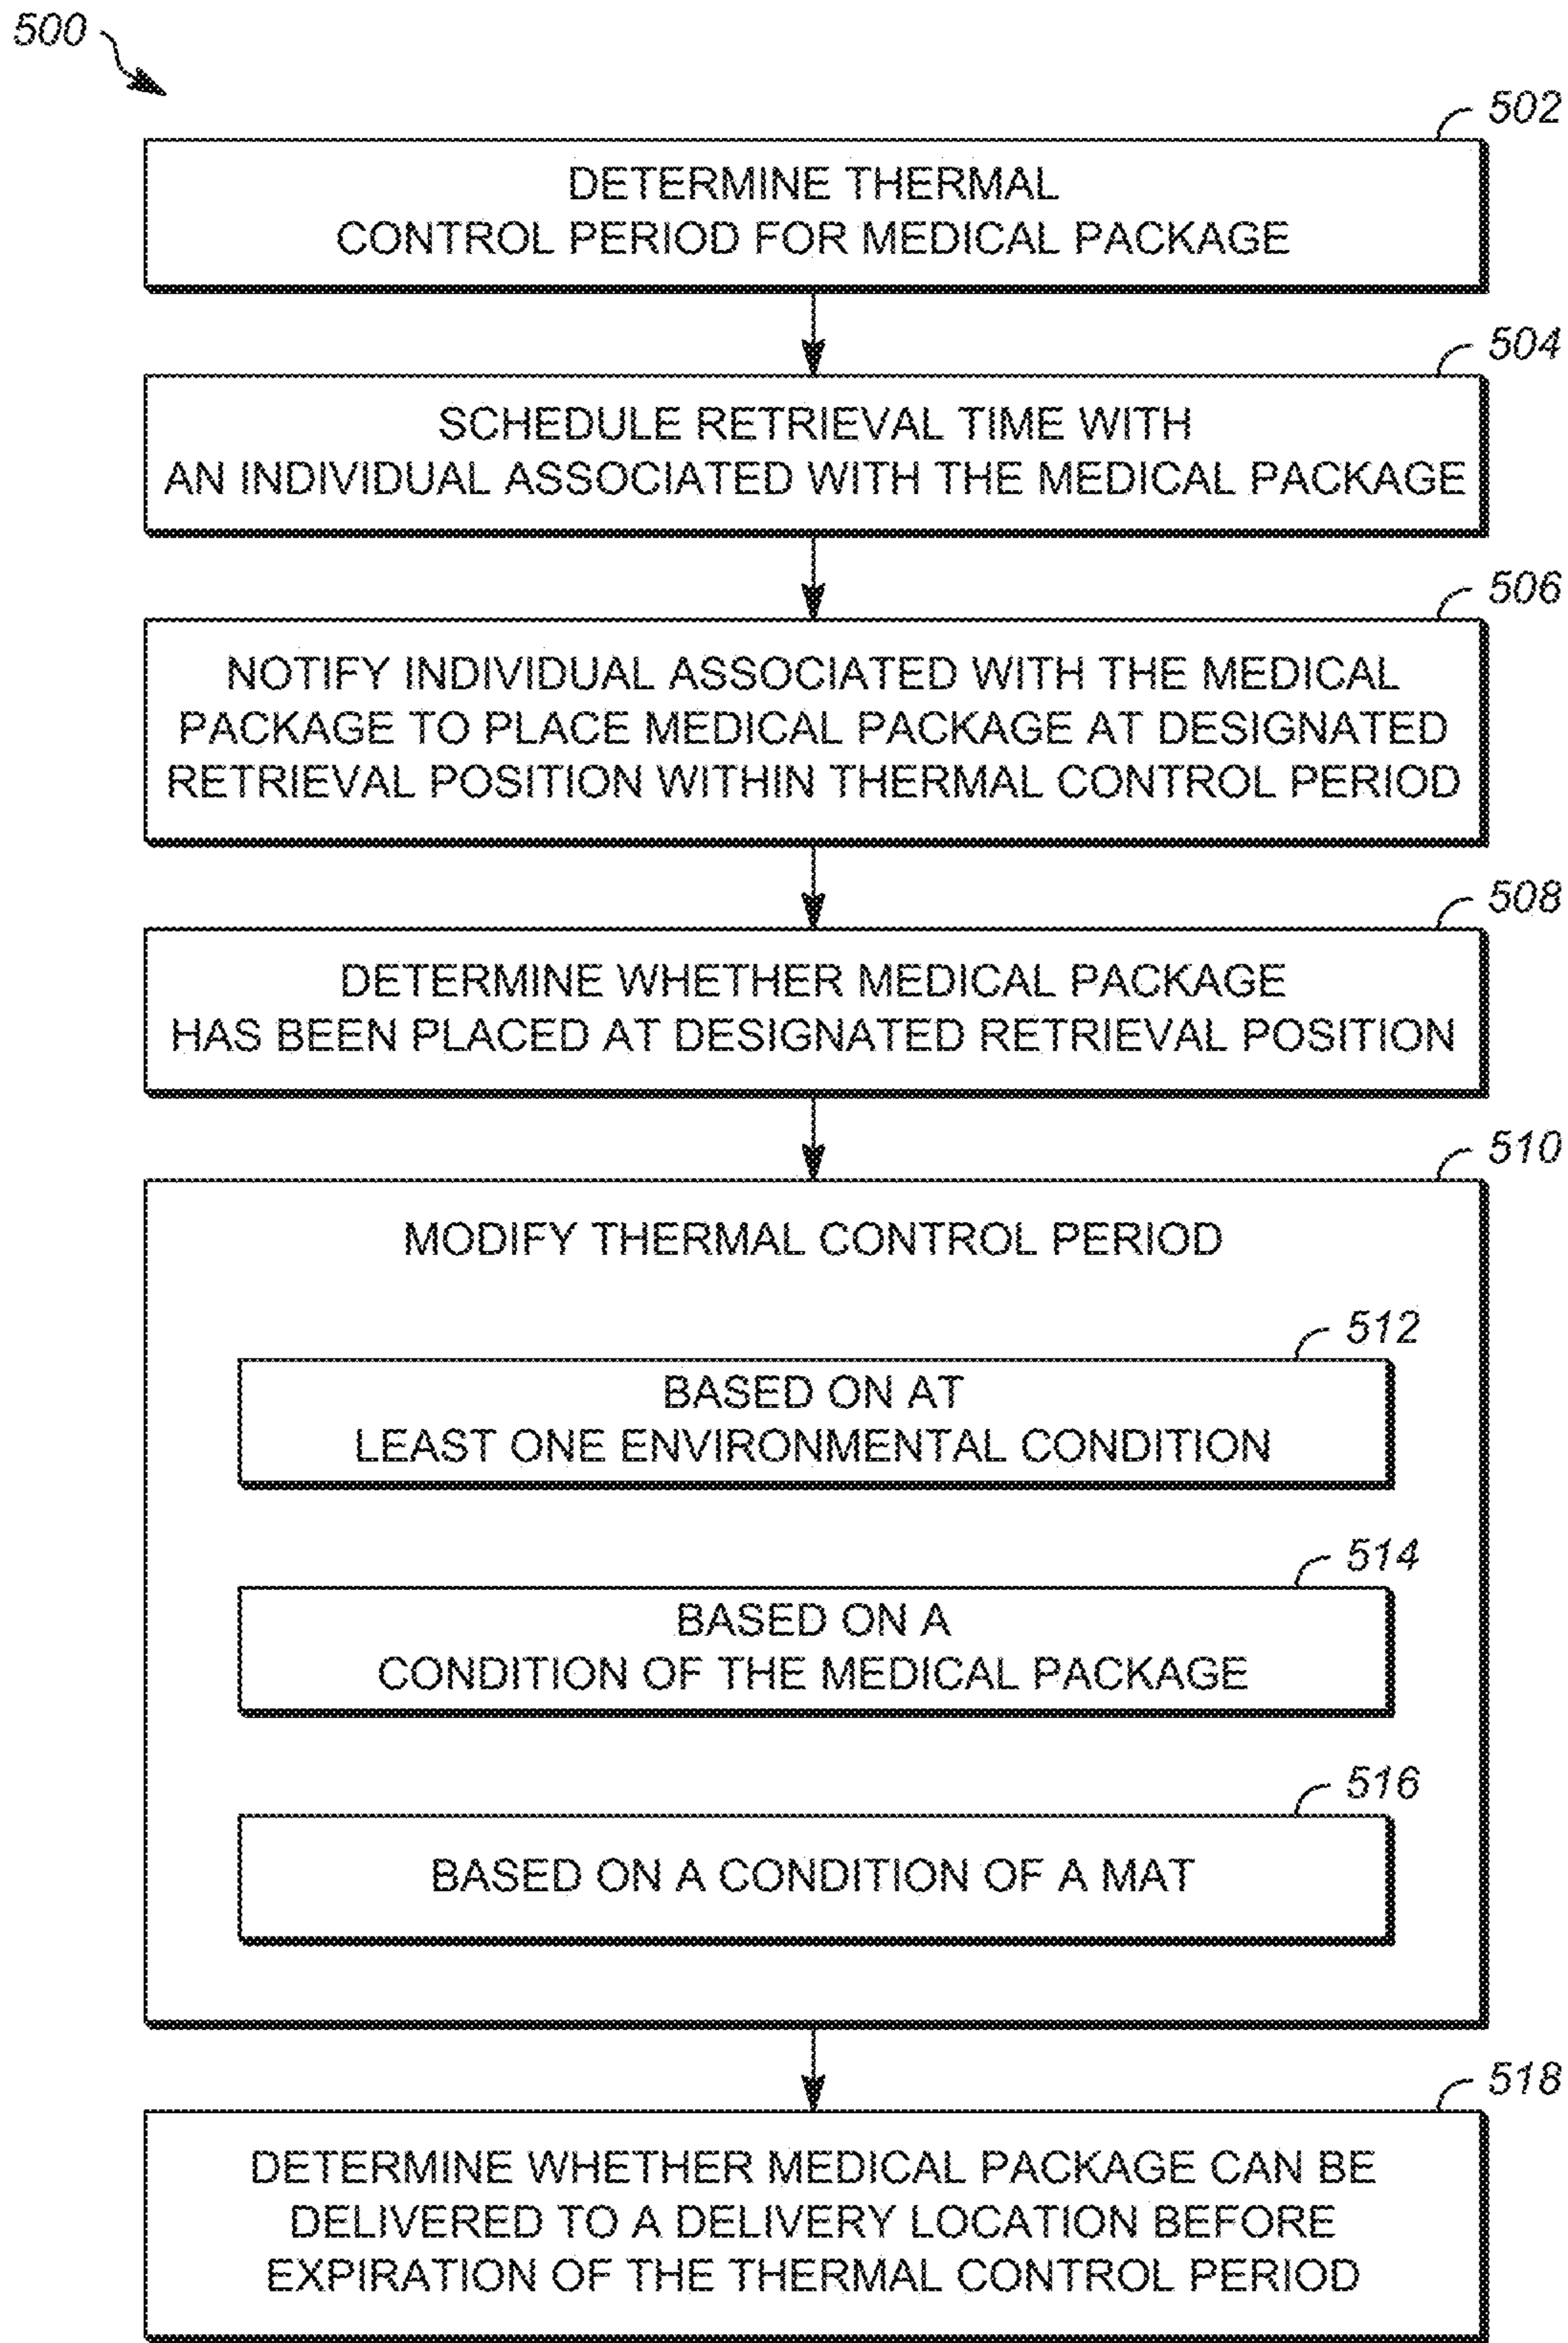 500
502
DETERMINE THERMAL
CONTROL PERIOD FOR MEDICAL PACKAGE
504
SCHEDULE RETRIEVAL TIME WITH
AN INDIVIDUAL ASSOCIATED WITH THE MEDICAL PACKAGE
506
NOTIFY INDIVIDUAL ASSOCIATED WITH THE MEDICAL
PACKAGE TO PLACE MEDICAL PACKAGE AT DESIGNATED
RETRIEVAL POSITION WITHIN THERMAL CONTROL PERIOD
508
DETERMINE WHETHER MEDICAL PACKAGE
HAS BEEN PLACED AT DESIGNATED RETRIEVAL POSITION
510
MODIFY THERMAL CONTROL PERIOD
512
BASED ON AT
LEAST ONE ENVIRONMENTAL CONDITION
514
BASED ON A
CONDITION OF THE MEDICAL PACKAGE
516
BASED ON A CONDITION OF A MAT
518
DETERMINE WHETHER MEDICAL PACKAGE CAN BE
DELIVERED TO A DELIVERY LOCATION BEFORE
EXPIRATION OF THE THERMAL CONTROL PERIOD